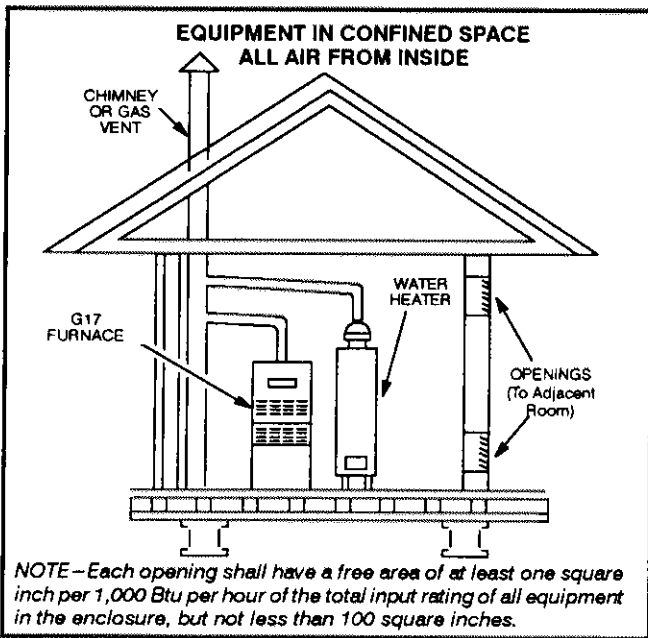 EQUIPMENT IN CONFINED SPACE
ALL AIR FROM INSIDE
CHIMNEY
OR GAS
VENT
WATER
HEATER
G17
FURNACE
OPENINGS
(To Adjacent
Room)
NOTE–Each opening shall have a free area of at least one square
inch per 1,000 Btu per hour of the total input rating of all equipment
in the enclosure, but not less than 100 square inches.